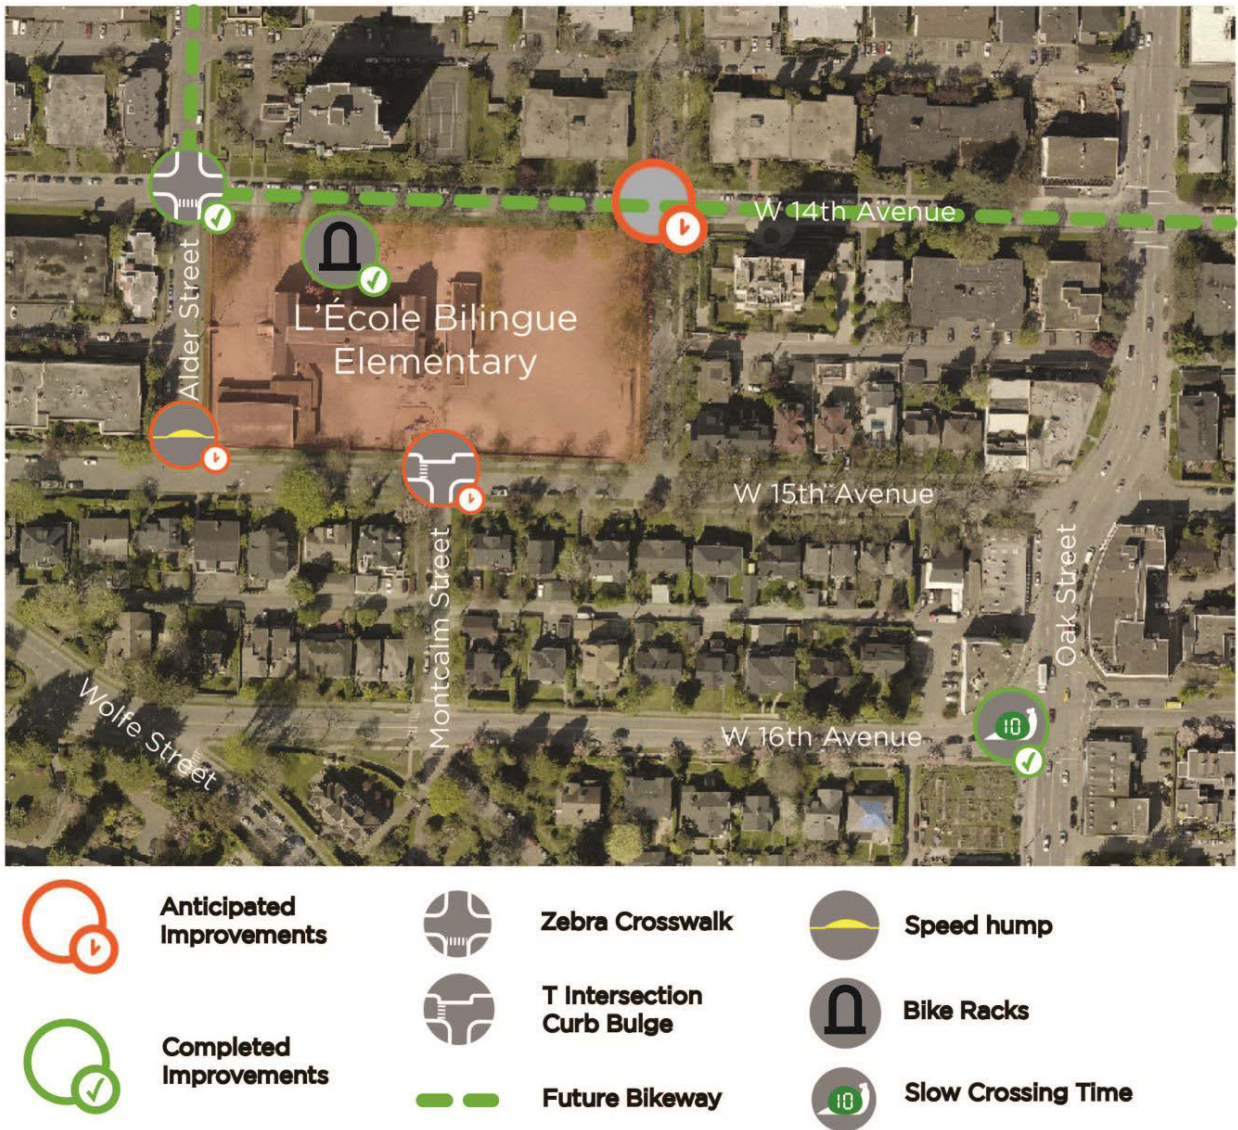 W 14th Avenue
Alder Street
L'École Bilingue
Elementary
W 15th Avenue
Montcalm Street
Oak Street
Wolfe Street
W 16th Avenue
10
Anticipated
Improvements
Zebra Crosswalk
Speed hump
T Intersection
Curb Bulge
Bike Racks
Completed
Improvements
Future Bikeway
10
Slow Crossing Time